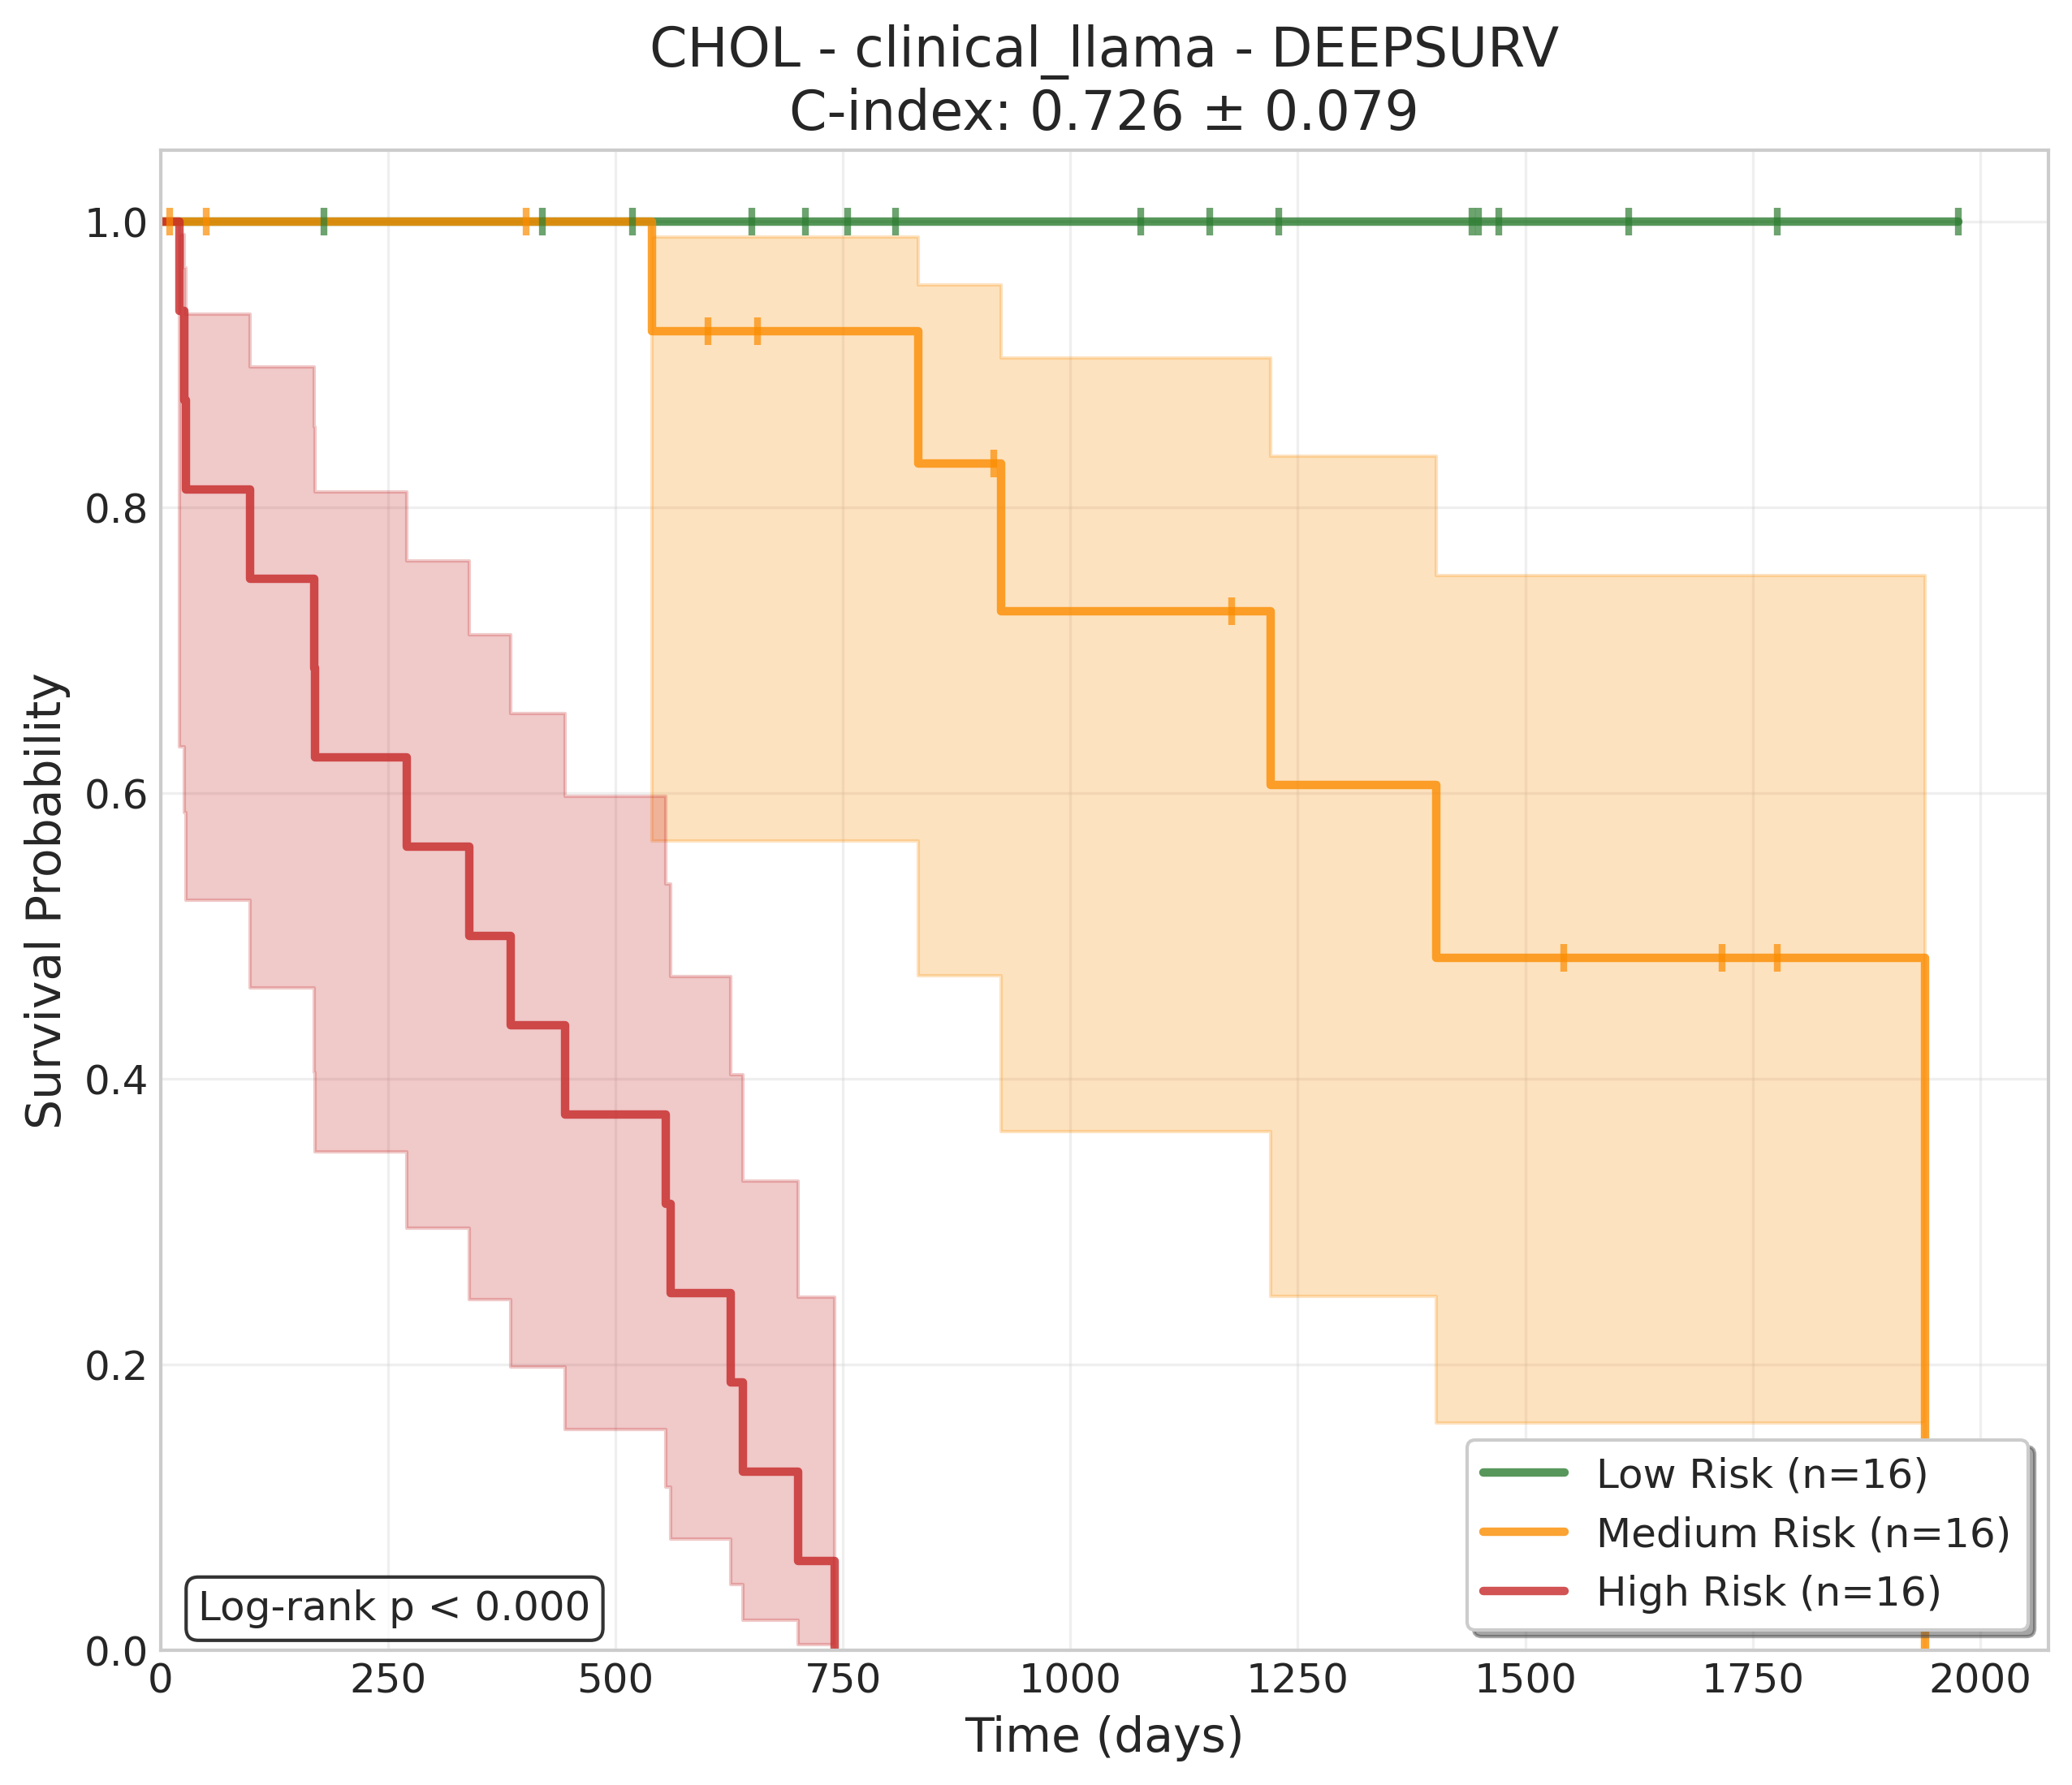 CHOL - clinical_llama - DEEPSURV
C-index: 0.726 ± 0.079
Survival Probability
1.0
0.8
0.6
0.4
0.2
0.0
Log-rank p < 0.000
Low Risk (n=16)
Medium Risk (n=16)
High Risk (n=16)
0 250 500 750 1000 1250 1500 1750 2000
Time (days)